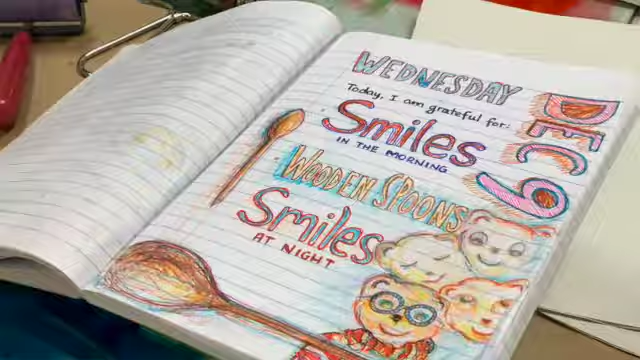 WEDNESDAY
DEC 9
Today, I am grateful for:
Smiles
IN THE MORNING
WOODEN SPOONS
Smiles
AT NIGHT